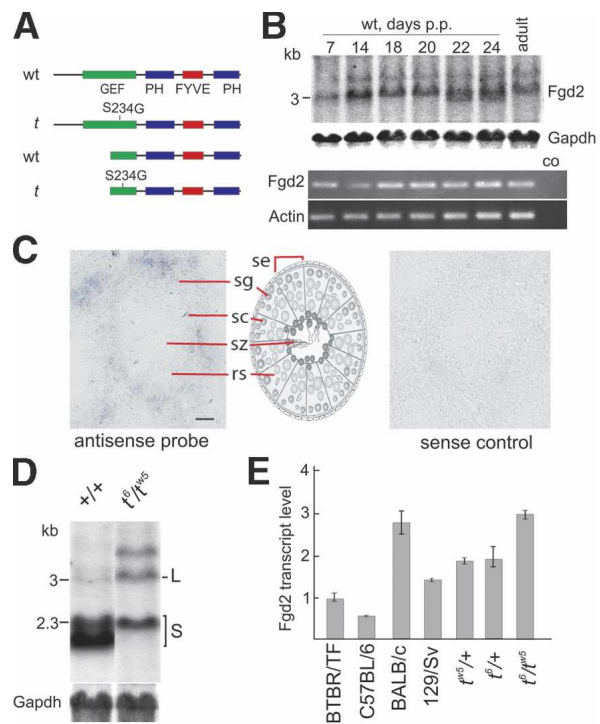 A
wt
GEF PH FYVE PH
S234G
t
wt
S234G
t
B
wt, days p.p.
kb 7 14 18 20 22 24 adult
3 Fgd2
Gapdh
co
Fgd2
Actin
C
se
sg
sc
sz
rs
antisense probe
sense control
D
+/+ t⁶/tʷ⁵
kb
3 L
2.3 S
Gapdh
E
Fgd2 transcript level
4
3
2
1
BTBR/TF
C57BL/6
BALB/c
129/Sv
tʷ⁵/+
t⁶/+
t⁶/tʷ⁵